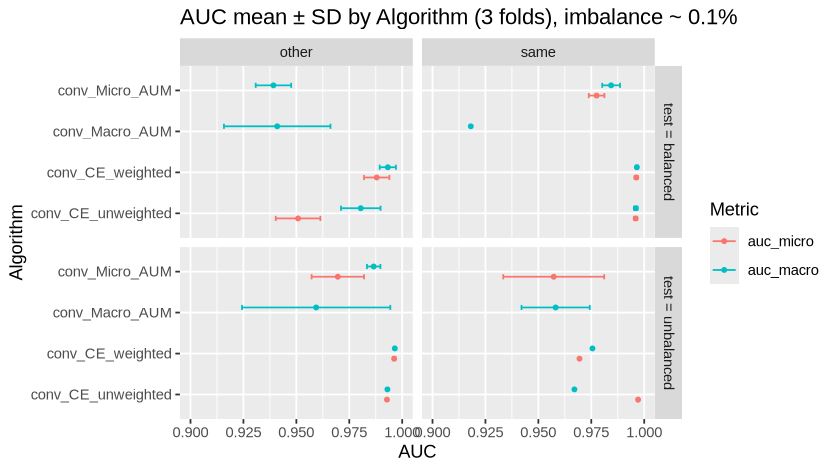 AUC mean ± SD by Algorithm (3 folds), imbalance ~ 0.1%
other
same
conv_Micro_AUM
conv_Macro_AUM
conv_CE_weighted
conv_CE_unweighted
test = balanced
conv_Micro_AUM
conv_Macro_AUM
conv_CE_weighted
conv_CE_unweighted
test = unbalanced
Algorithm
0.900 0.925 0.950 0.975 1.000
0.900 0.925 0.950 0.975 1.000
AUC
Metric
auc_micro
auc_macro